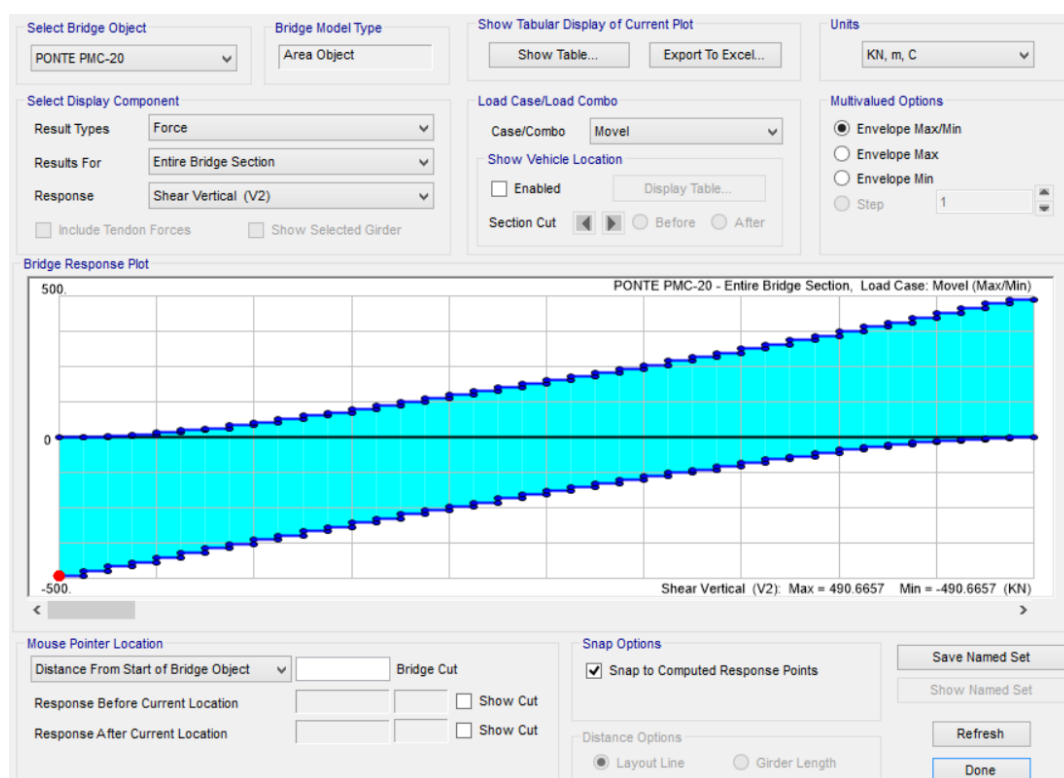 Select Bridge Object
PONTE PMC-20
Bridge Model Type
Area Object
Show Tabular Display of Current Plot
Show Table...
Export To Excel...
Units
KN, m, C
Select Display Component
Result Types
Force
Results For
Entire Bridge Section
Response
Shear Vertical (V2)
Include Tendon Forces
Show Selected Girder
Load Case/Load Combo
Case/Combo
Movel
Show Vehicle Location
Enabled
Display Table...
Section Cut
Before
After
Multivalued Options
Envelope Max/Min
Envelope Max
Envelope Min
Step
1
Bridge Response Plot
500.
PONTE PMC-20 - Entire Bridge Section, Load Case: Movel (Max/Min)
0
-500.
Shear Vertical (V2): Max = 490.6657 Min = -490.6657 (KN)
Mouse Pointer Location
Distance From Start of Bridge Object
Bridge Cut
Response Before Current Location
Show Cut
Response After Current Location
Show Cut
Snap Options
Snap to Computed Response Points
Distance Options
Layout Line
Girder Length
Save Named Set
Show Named Set
Refresh
Done